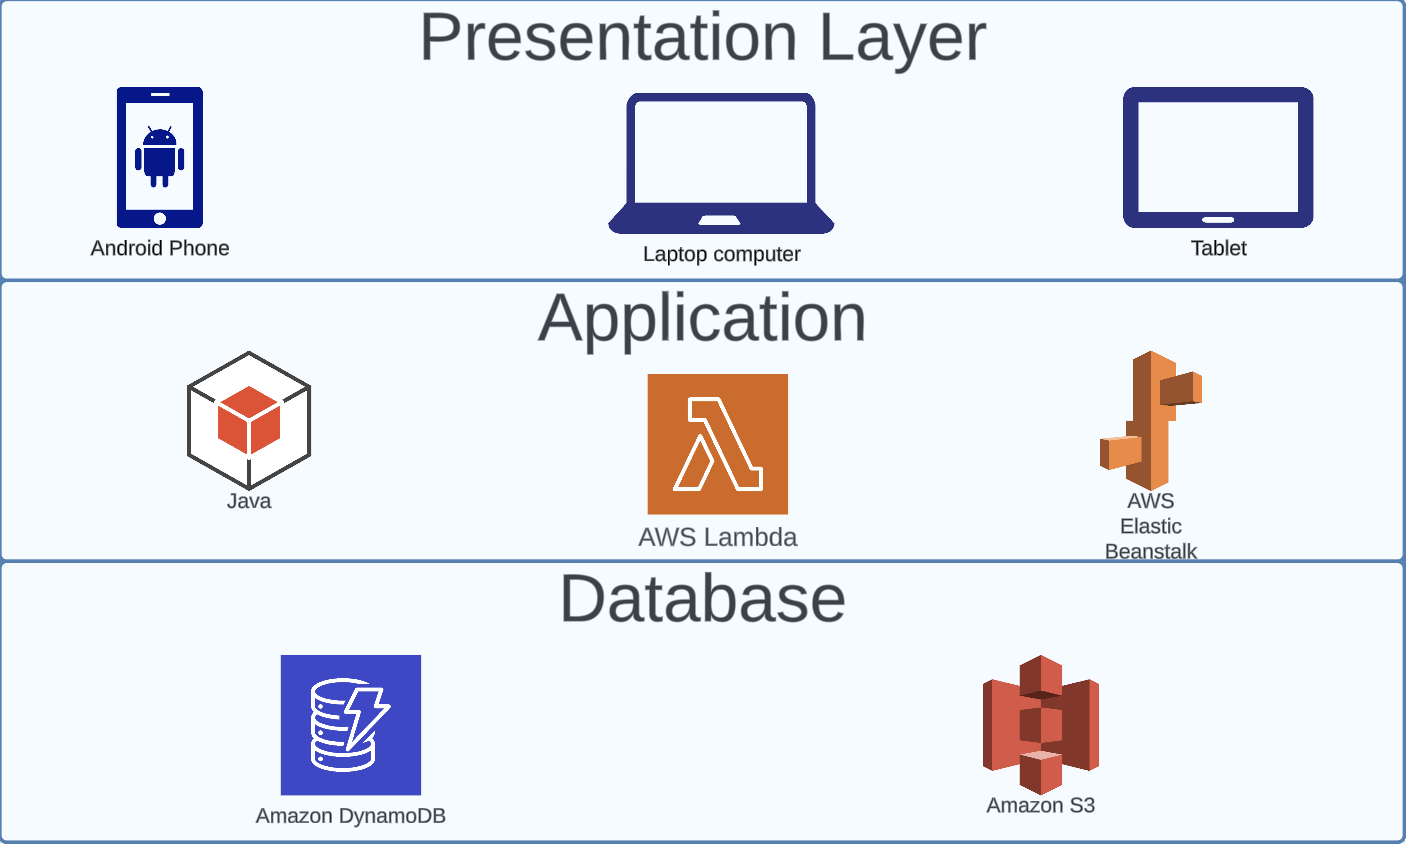 Presentation Layer
Android Phone
Laptop computer
Tablet
Application
Java
AWS Lambda
AWS
Elastic
Beanstalk
Database
Amazon DynamoDB
Amazon S3